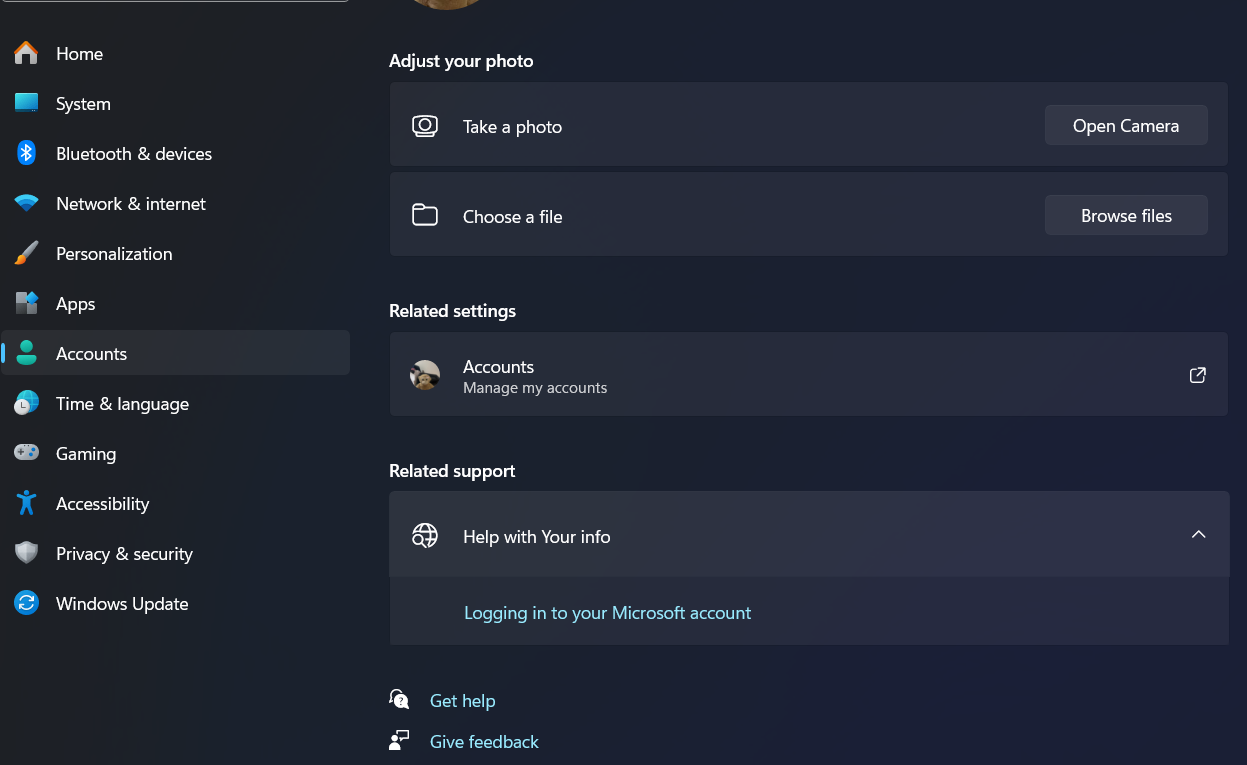 Home
System
Bluetooth & devices
Network & internet
Personalization
Apps
Accounts
Time & language
Gaming
Accessibility
Privacy & security
Windows Update
Adjust your photo
Take a photo
Open Camera
Choose a file
Browse files
Related settings
Accounts
Manage my accounts
Related support
Help with Your info
Logging in to your Microsoft account
Get help
Give feedback